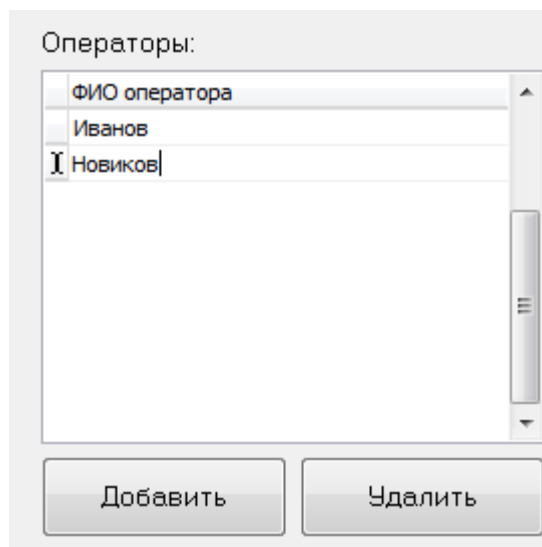 Операторы:
ФИО оператора
Иванов
Новиков
Добавить Удалить